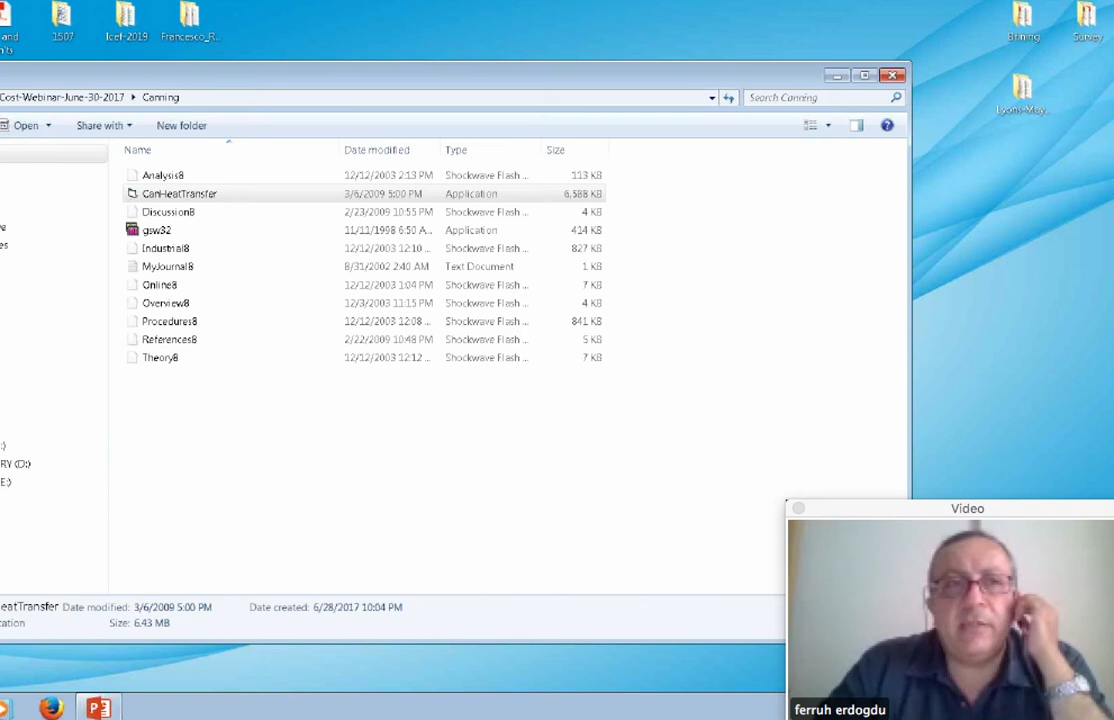 and
n'ts
1507
Icef-2019
Francesco_R...
Btining
Survey
Lyons-May...
Cost-Webinar-June-30-2017 ▸ Canning
Search Canning
Open
Share with
New folder
Name
Date modified
Type
Size
Analysis8 12/12/2003 2:13 PM Shockwave Flash ... 113 KB
CanHeatTransfer 3/6/2009 5:00 PM Application 6,588 KB
Discussion8 2/23/2009 10:55 PM Shockwave Flash ... 4 KB
gsw32 11/11/1998 6:50 A... Application 414 KB
Industrial8 12/12/2003 12:10 ... Shockwave Flash ... 827 KB
MyJournal8 8/31/2002 2:40 AM Text Document 1 KB
Online8 12/12/2003 1:04 PM Shockwave Flash ... 7 KB
Overview8 12/3/2003 11:15 PM Shockwave Flash ... 4 KB
Procedures8 12/12/2003 12:08 ... Shockwave Flash ... 841 KB
References8 2/22/2009 10:48 PM Shockwave Flash ... 5 KB
Theory8 12/12/2003 12:12 ... Shockwave Flash ... 7 KB
e
es
:)
RY (D:)
E:)
eatTransfer Date modified: 3/6/2009 5:00 PM Date created: 6/28/2017 10:04 PM
cation Size: 6.43 MB
Video
ferruh erdogdu